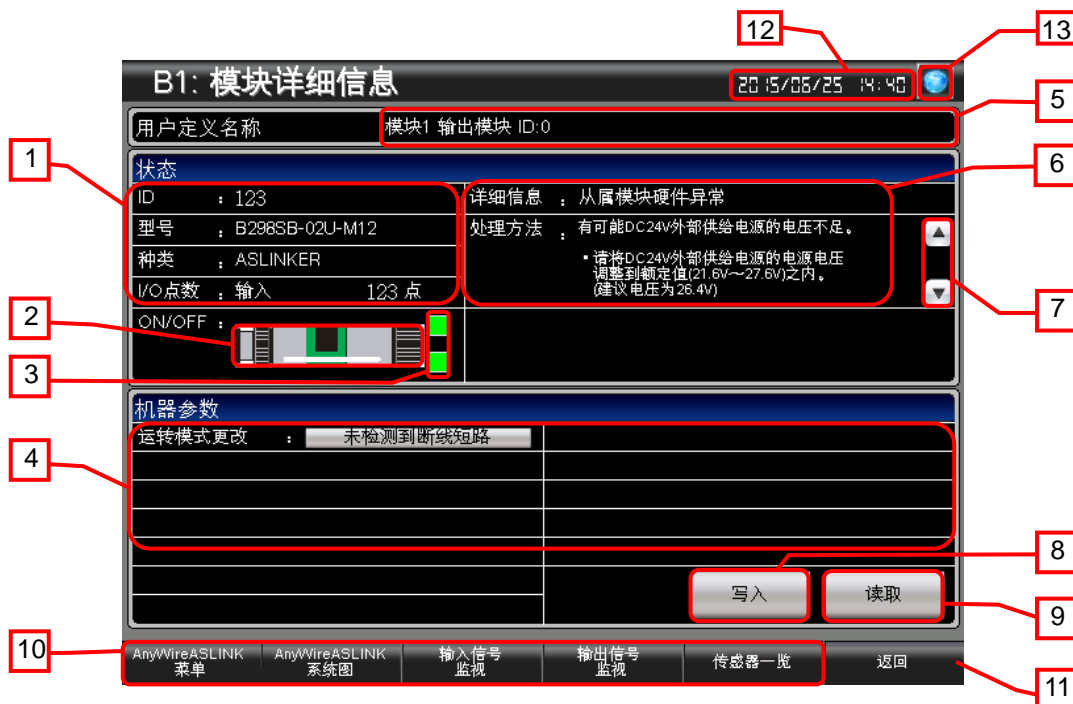 12
13
B1: 模块详细信息
2015/06/25 14:40
5
用户定义名称
模块1 输出模块 ID:0
1
状态
6
ID : 123
详细信息 : 从属模块硬件异常
型号 : B298SB-02U-M12
处理方法 : 有可能DC24V外部供给电源的电压不足。
种类 : ASLINKER
▪请将DC24V外部供给电源的电源电压
调整到额定值(21.6V～27.6V)之内。
(建议电压为26.4V)
I/O点数 : 输入 123 点
▲
▼
7
2
ON/OFF :
3
机器参数
运转模式更改 : 未检测到断线短路
4
8
写入
读取
9
10
AnyWireASLINK
菜单
AnyWireASLINK
系统图
输入信号
监视
输出信号
监视
传感器一览
返回
11